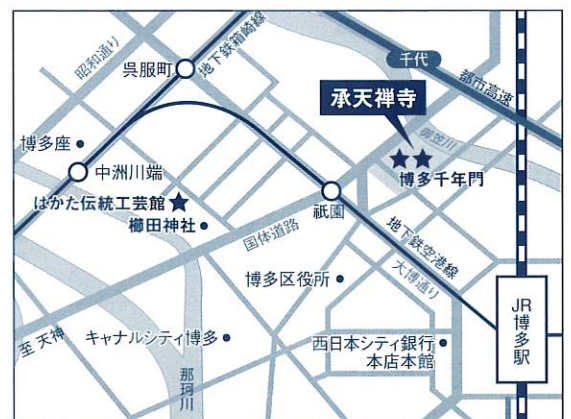 昭和通り
呉服町
地下鉄箱崎線
千代
都市高速
承天禅寺
御笠川
博多千年門
博多座
中洲川端
はかた伝統工芸館
櫛田神社
祇園
国体道路
地下鉄空港線
大博通り
博多区役所
至 天神
キャナルシティ博多
那珂川
西日本シティ銀行
本店本館
JR
博多駅